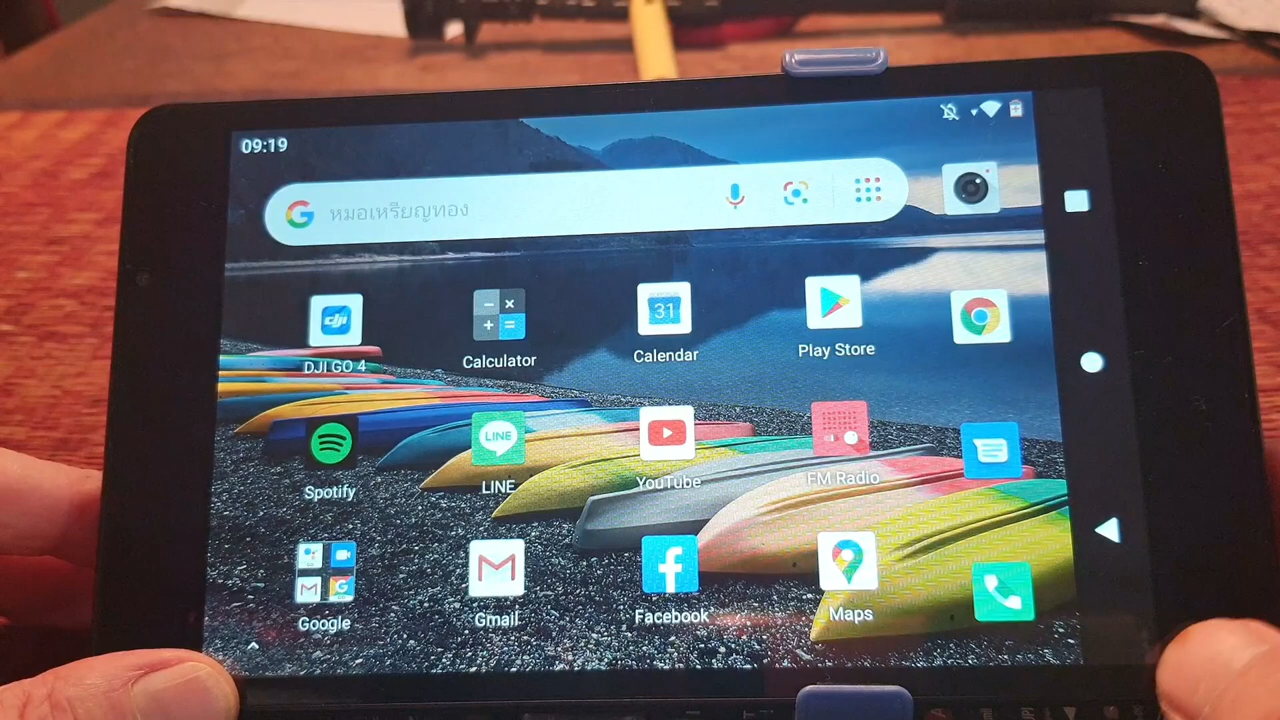 09:19
หมอเหรียญทอง
dji
31
DJI GO 4
Calculator
Calendar
Play Store
LINE
Spotify
LINE
YouTube
FM Radio
Google
Gmail
Facebook
Maps